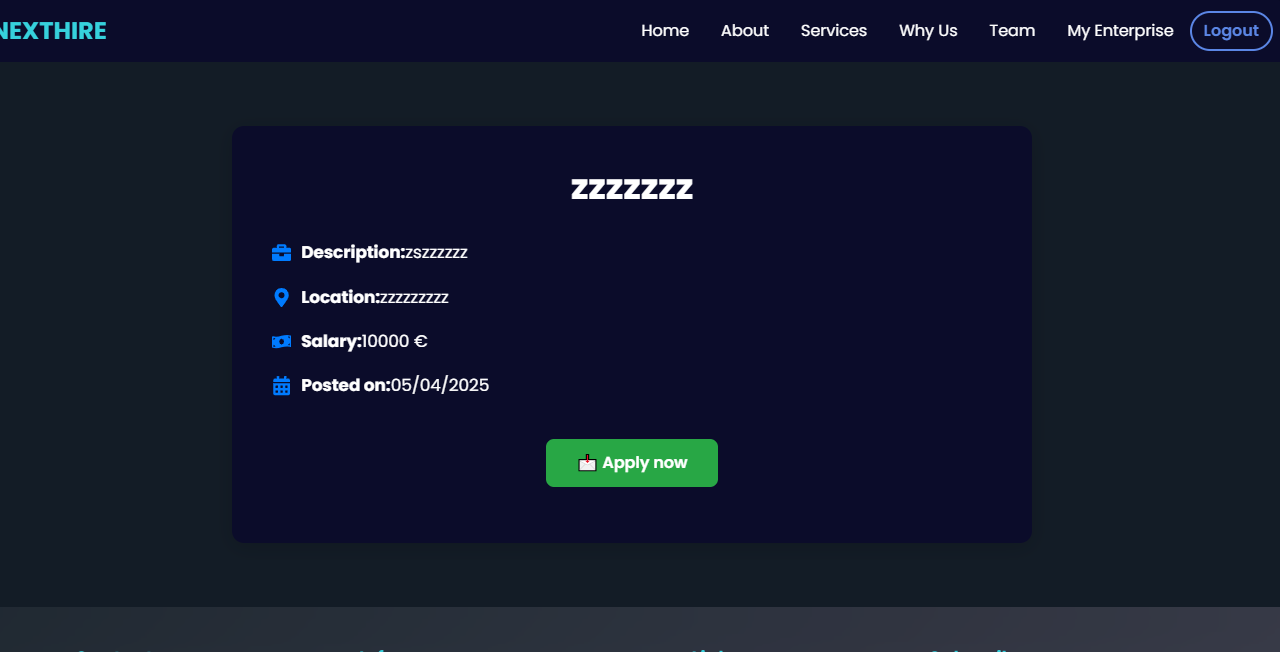 NEXTHIRE Home About Services Why Us Team My Enterprise Logout
zzzzzzz
Description:zszzzzzz
Location:zzzzzzzzz
Salary:10000 €
Posted on:05/04/2025
Apply now